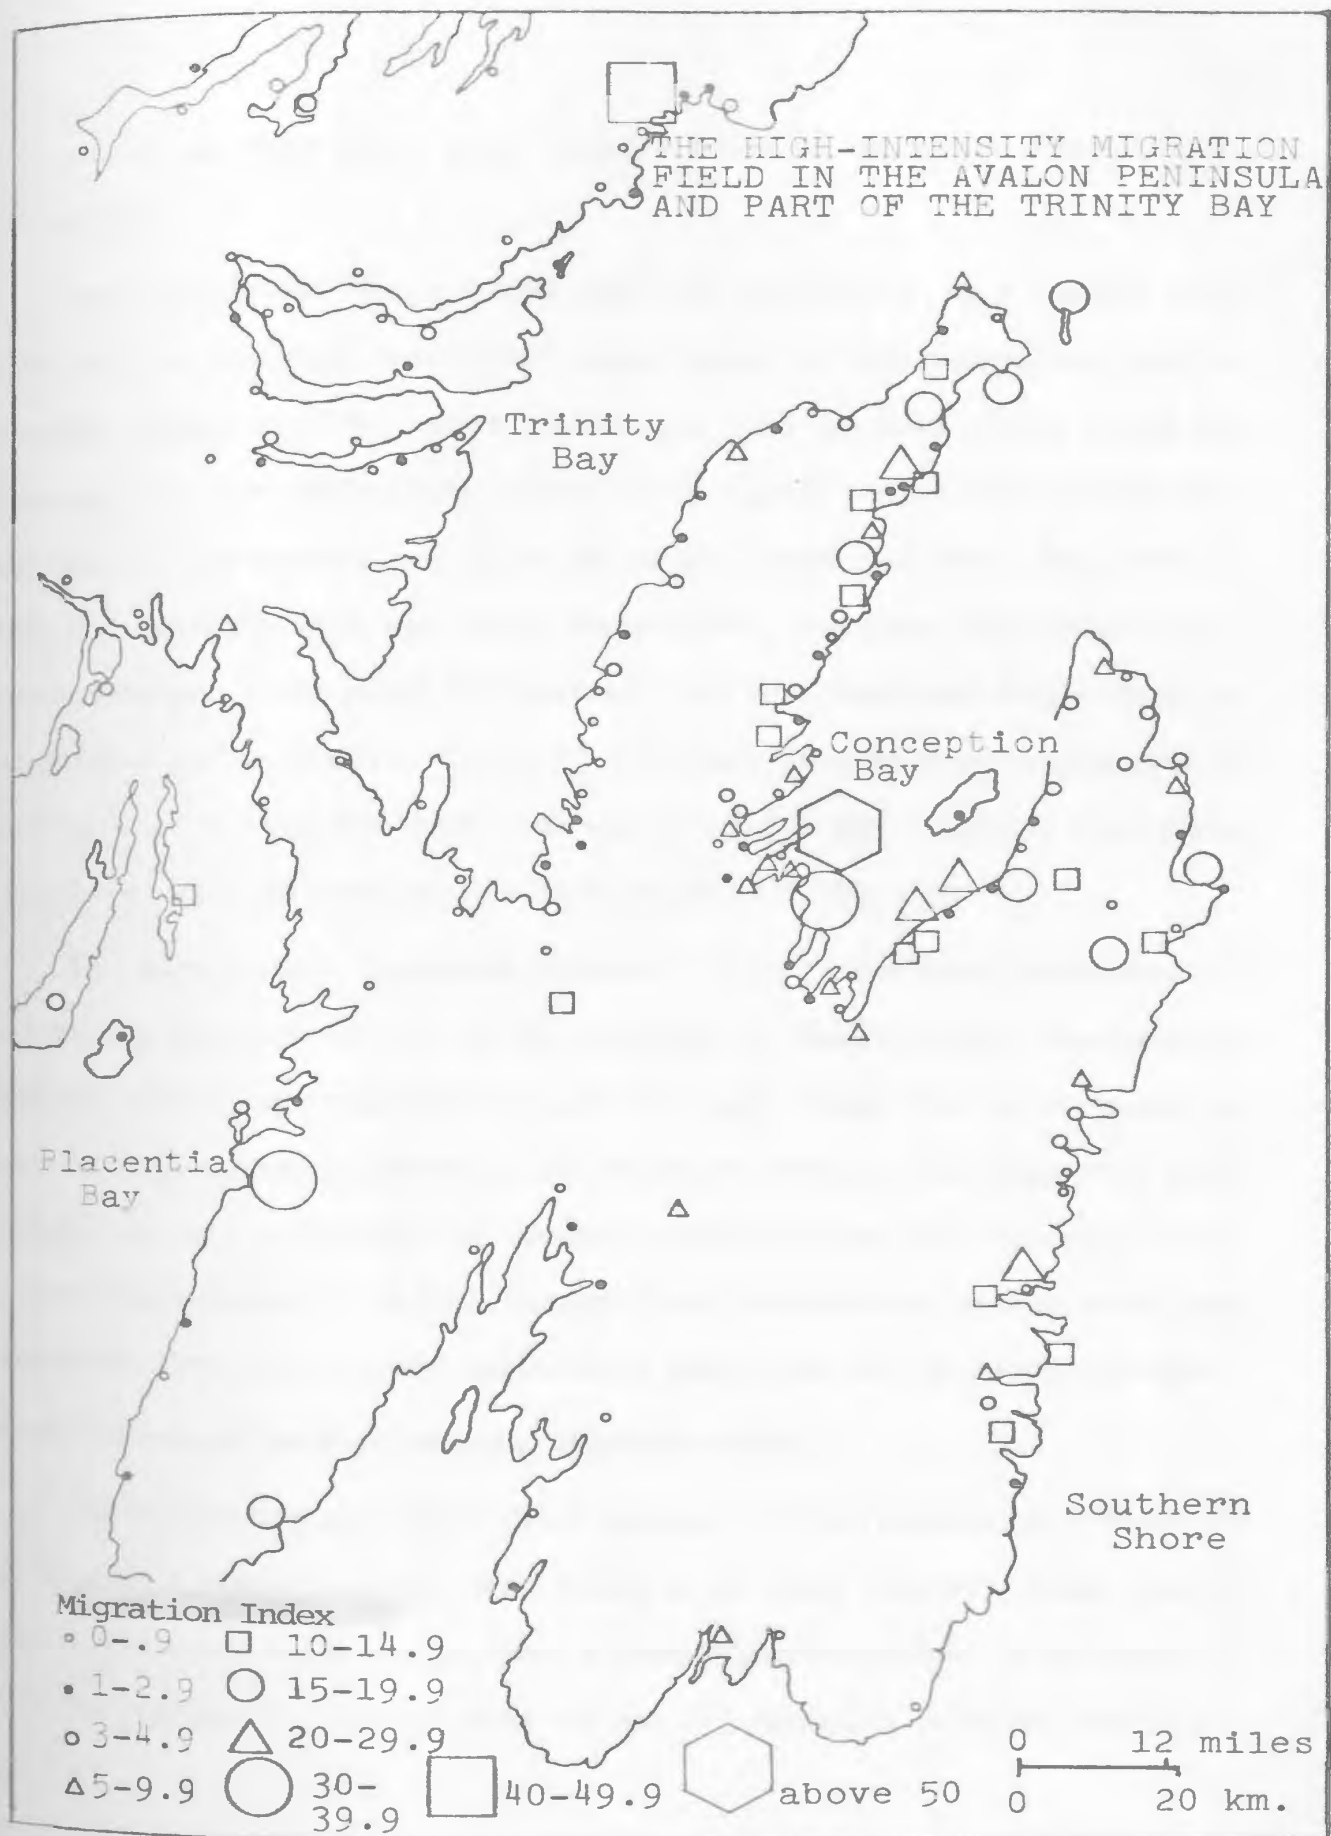 THE HIGH-INTENSITY MIGRATION
FIELD IN THE AVALON PENINSULA
AND PART OF THE TRINITY BAY
Trinity
Bay
Conception
Bay
Placentia
Bay
Southern
Shore
Migration Index
0-.9
1-2.9
3-4.9
5-9.9
10-14.9
15-19.9
20-29.9
30-
39.9
40-49.9
above 50
0 12 miles
0 20 km.